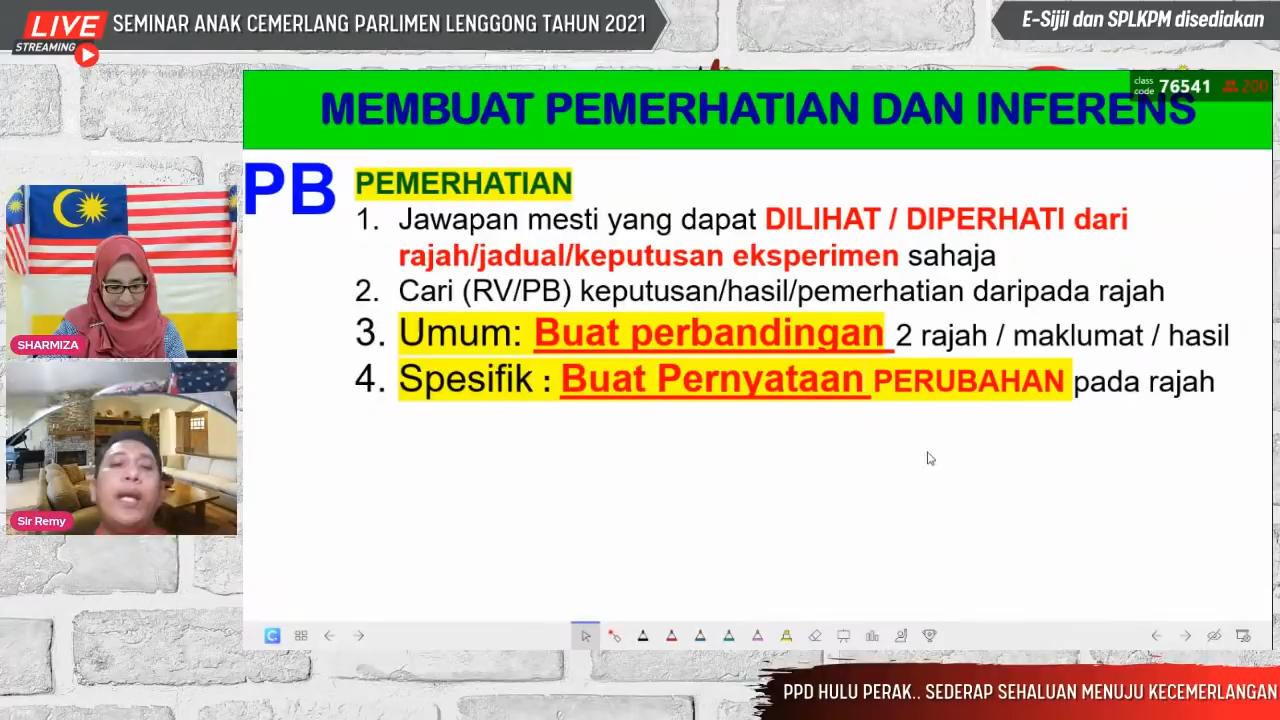 LIVE
STREAMING
SEMINAR ANAK CEMERLANG PARLIMEN LENGGONG TAHUN 2021
E-Sijil dan SPLKPM disediakan
class
code 76541 200
MEMBUAT PEMERHATIAN DAN INFERENS
PB
PEMERHATIAN
1. Jawapan mesti yang dapat DILIHAT / DIPERHATI dari
rajah/jadual/keputusan eksperimen sahaja
2. Cari (RV/PB) keputusan/hasil/pemerhatian daripada rajah
3. Umum: Buat perbandingan 2 rajah / maklumat / hasil
4. Spesifik : Buat Pernyataan PERUBAHAN pada rajah
SHARMIZA
Sir Remy
PPD HULU PERAK.. SEDERAP SEHALUAN MENUJU KECEMERLANGAN